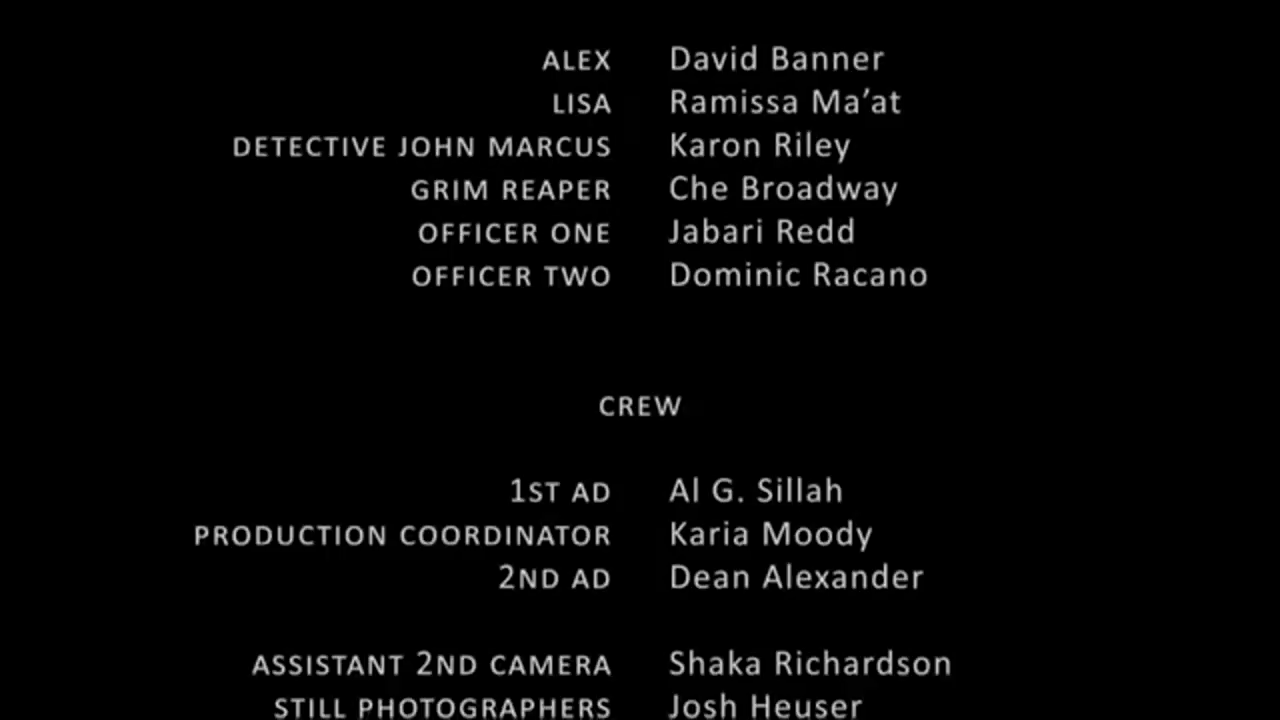 ALEX David Banner
LISA Ramissa Ma’at
DETECTIVE JOHN MARCUS Karon Riley
GRIM REAPER Che Broadway
OFFICER ONE Jabari Redd
OFFICER TWO Dominic Racano
CREW
1ST AD Al G. Sillah
PRODUCTION COORDINATOR Karia Moody
2ND AD Dean Alexander
ASSISTANT 2ND CAMERA Shaka Richardson
STILL PHOTOGRAPHERS Josh Heuser